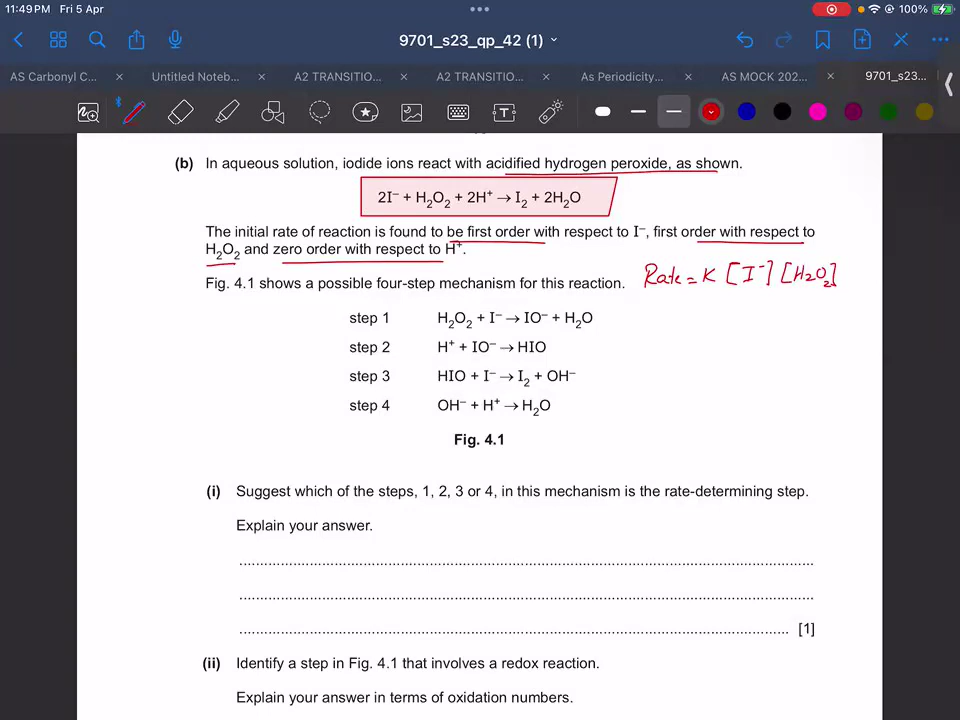 11:49PM Fri 5 Apr
100%
9701_s23_qp_42 (1)
AS Carbonyl C...
Untitled Noteb...
A2 TRANSITIO...
A2 TRANSITIO...
As Periodicity...
AS MOCK 202...
9701_s23...
(b) In aqueous solution, iodide ions react with acidified hydrogen peroxide, as shown.
2I⁻ + H₂O₂ + 2H⁺ → I₂ + 2H₂O
The initial rate of reaction is found to be first order with respect to I⁻, first order with respect to
H₂O₂ and zero order with respect to H⁺.
Fig. 4.1 shows a possible four-step mechanism for this reaction.
Rate = K [I⁻] [H₂O₂]
step 1 H₂O₂ + I⁻ → IO⁻ + H₂O
step 2 H⁺ + IO⁻ → HIO
step 3 HIO + I⁻ → I₂ + OH⁻
step 4 OH⁻ + H⁺ → H₂O
Fig. 4.1
(i) Suggest which of the steps, 1, 2, 3 or 4, in this mechanism is the rate-determining step.
Explain your answer.
[1]
(ii) Identify a step in Fig. 4.1 that involves a redox reaction.
Explain your answer in terms of oxidation numbers.